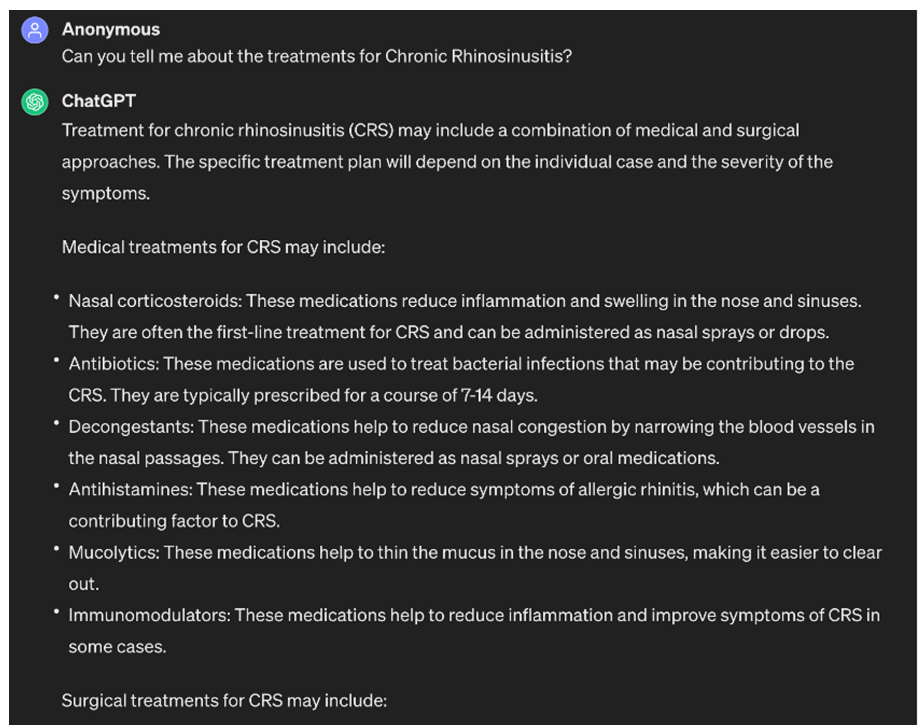 Anonymous
Can you tell me about the treatments for Chronic Rhinosinusitis?
ChatGPT
Treatment for chronic rhinosinusitis (CRS) may include a combination of medical and surgical
approaches. The specific treatment plan will depend on the individual case and the severity of the
symptoms.
Medical treatments for CRS may include:
• Nasal corticosteroids: These medications reduce inflammation and swelling in the nose and sinuses.
They are often the first-line treatment for CRS and can be administered as nasal sprays or drops.
• Antibiotics: These medications are used to treat bacterial infections that may be contributing to the
CRS. They are typically prescribed for a course of 7-14 days.
• Decongestants: These medications help to reduce nasal congestion by narrowing the blood vessels in
the nasal passages. They can be administered as nasal sprays or oral medications.
• Antihistamines: These medications help to reduce symptoms of allergic rhinitis, which can be a
contributing factor to CRS.
• Mucolytics: These medications help to thin the mucus in the nose and sinuses, making it easier to clear
out.
• Immunomodulators: These medications help to reduce inflammation and improve symptoms of CRS in
some cases.
Surgical treatments for CRS may include: